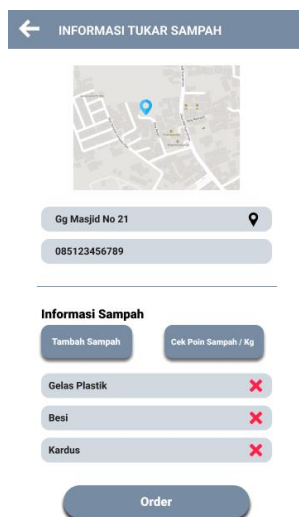 INFORMASI TUKAR SAMPAH
Gg Masjid No 21
085123456789
Informasi Sampah
Tambah Sampah
Cek Poin Sampah / Kg
Gelas Plastik
Besi
Kardus
Order